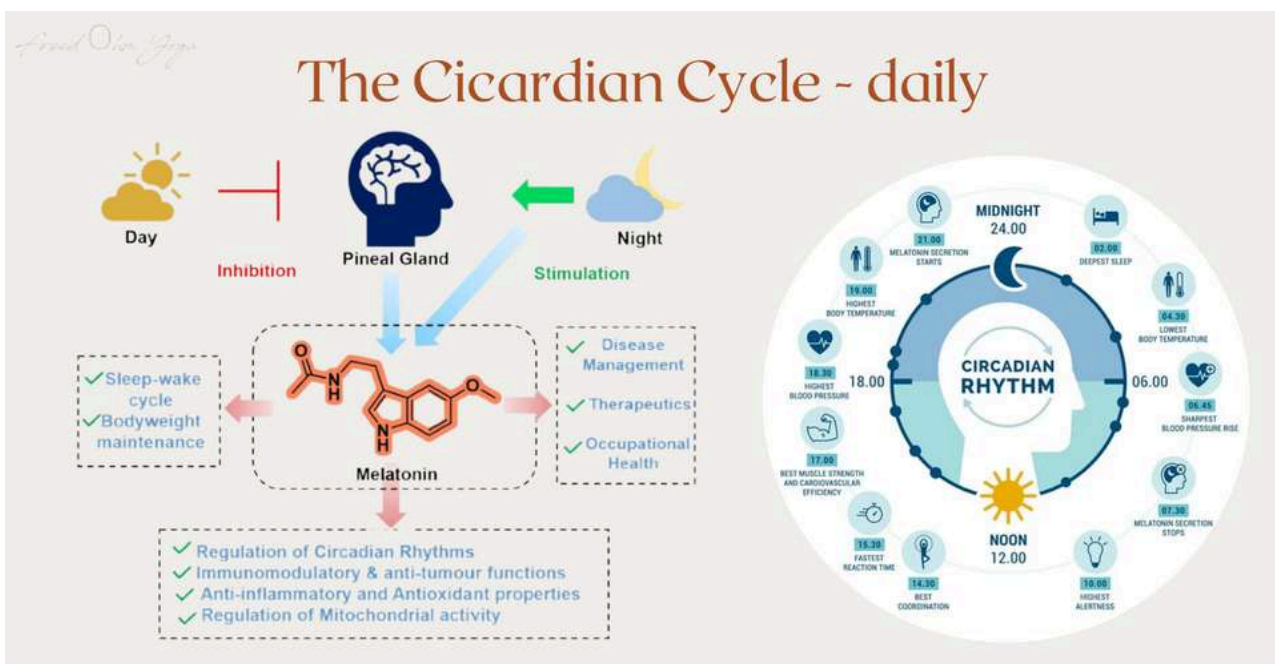 The Cicardian Cycle - daily
Day
Inhibition
Pineal Gland
Night
Stimulation
Sleep-wake
cycle
Bodyweight
maintenance
O
N
H
O
N
H
Melatonin
Disease
Management
Therapeutics
Occupational
Health
Regulation of Circadian Rhythms
Immunomodulatory & anti-tumour functions
Anti-inflammatory and Antioxidant properties
Regulation of Mitochondrial activity
CIRCADIAN
RHYTHM
MIDNIGHT
24.00
02.00
DEEPEST SLEEP
04.30
LOWEST
BODY TEMPERATURE
06.00
06.45
SHARPEST
BLOOD PRESSURE RISE
07.30
MELATONIN SECRETION
STOPS
10.00
HIGHEST
ALERTNESS
NOON
12.00
14.30
BEST
COORDINATION
15.30
FASTEST
REACTION TIME
17.00
BEST MUSCLE STRENGTH
AND CARDIOVASCULAR
EFFICIENCY
18.00
18.30
HIGHEST
BLOOD PRESSURE
19.00
HIGHEST
BODY TEMPERATURE
21.00
MELATONIN SECRETION
STARTS